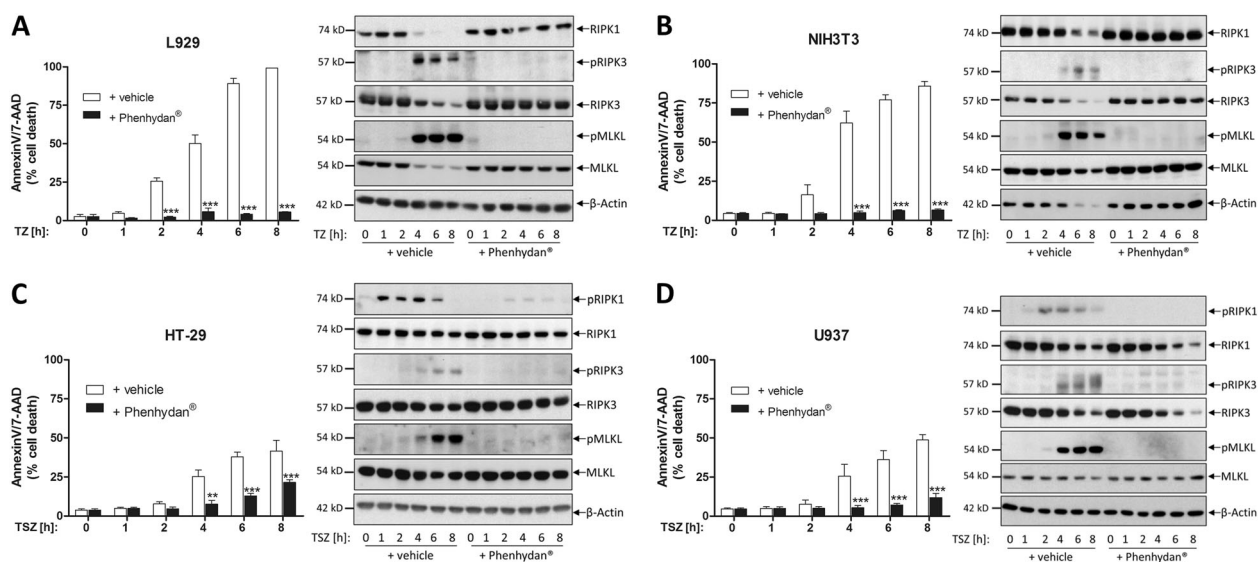 A
L929
AnnexinV/7-AAD
(% cell death)
100
75
50
25
0
+ vehicle
+ Phenhydan®
*** *** *** ***
TZ [h]: 0 1 2 4 6 8
74 kD RIPK1
57 kD pRIPK3
57 kD RIPK3
54 kD pMLKL
54 kD MLKL
42 kD β-Actin
TZ [h]: 0 1 2 4 6 8 0 1 2 4 6 8
+ vehicle + Phenhydan®
B
NIH3T3
AnnexinV/7-AAD
(% cell death)
100
75
50
25
0
+ vehicle
+ Phenhydan®
*** *** ***
TZ [h]: 0 1 2 4 6 8
74 kD RIPK1
57 kD pRIPK3
57 kD RIPK3
54 kD pMLKL
54 kD MLKL
42 kD β-Actin
TZ [h]: 0 1 2 4 6 8 0 1 2 4 6 8
+ vehicle + Phenhydan®
C
HT-29
AnnexinV/7-AAD
(% cell death)
100
75
50
25
0
+ vehicle
+ Phenhydan®
** *** ***
TSZ [h]: 0 1 2 4 6 8
74 kD pRIPK1
74 kD RIPK1
57 kD pRIPK3
57 kD RIPK3
54 kD pMLKL
54 kD MLKL
42 kD β-Actin
TSZ [h]: 0 1 2 4 6 8 0 1 2 4 6 8
+ vehicle + Phenhydan®
D
U937
AnnexinV/7-AAD
(% cell death)
100
75
50
25
0
+ vehicle
+ Phenhydan®
*** *** ***
TSZ [h]: 0 1 2 4 6 8
74 kD pRIPK1
74 kD RIPK1
57 kD pRIPK3
57 kD RIPK3
54 kD pMLKL
54 kD MLKL
42 kD β-Actin
TSZ [h]: 0 1 2 4 6 8 0 1 2 4 6 8
+ vehicle + Phenhydan®